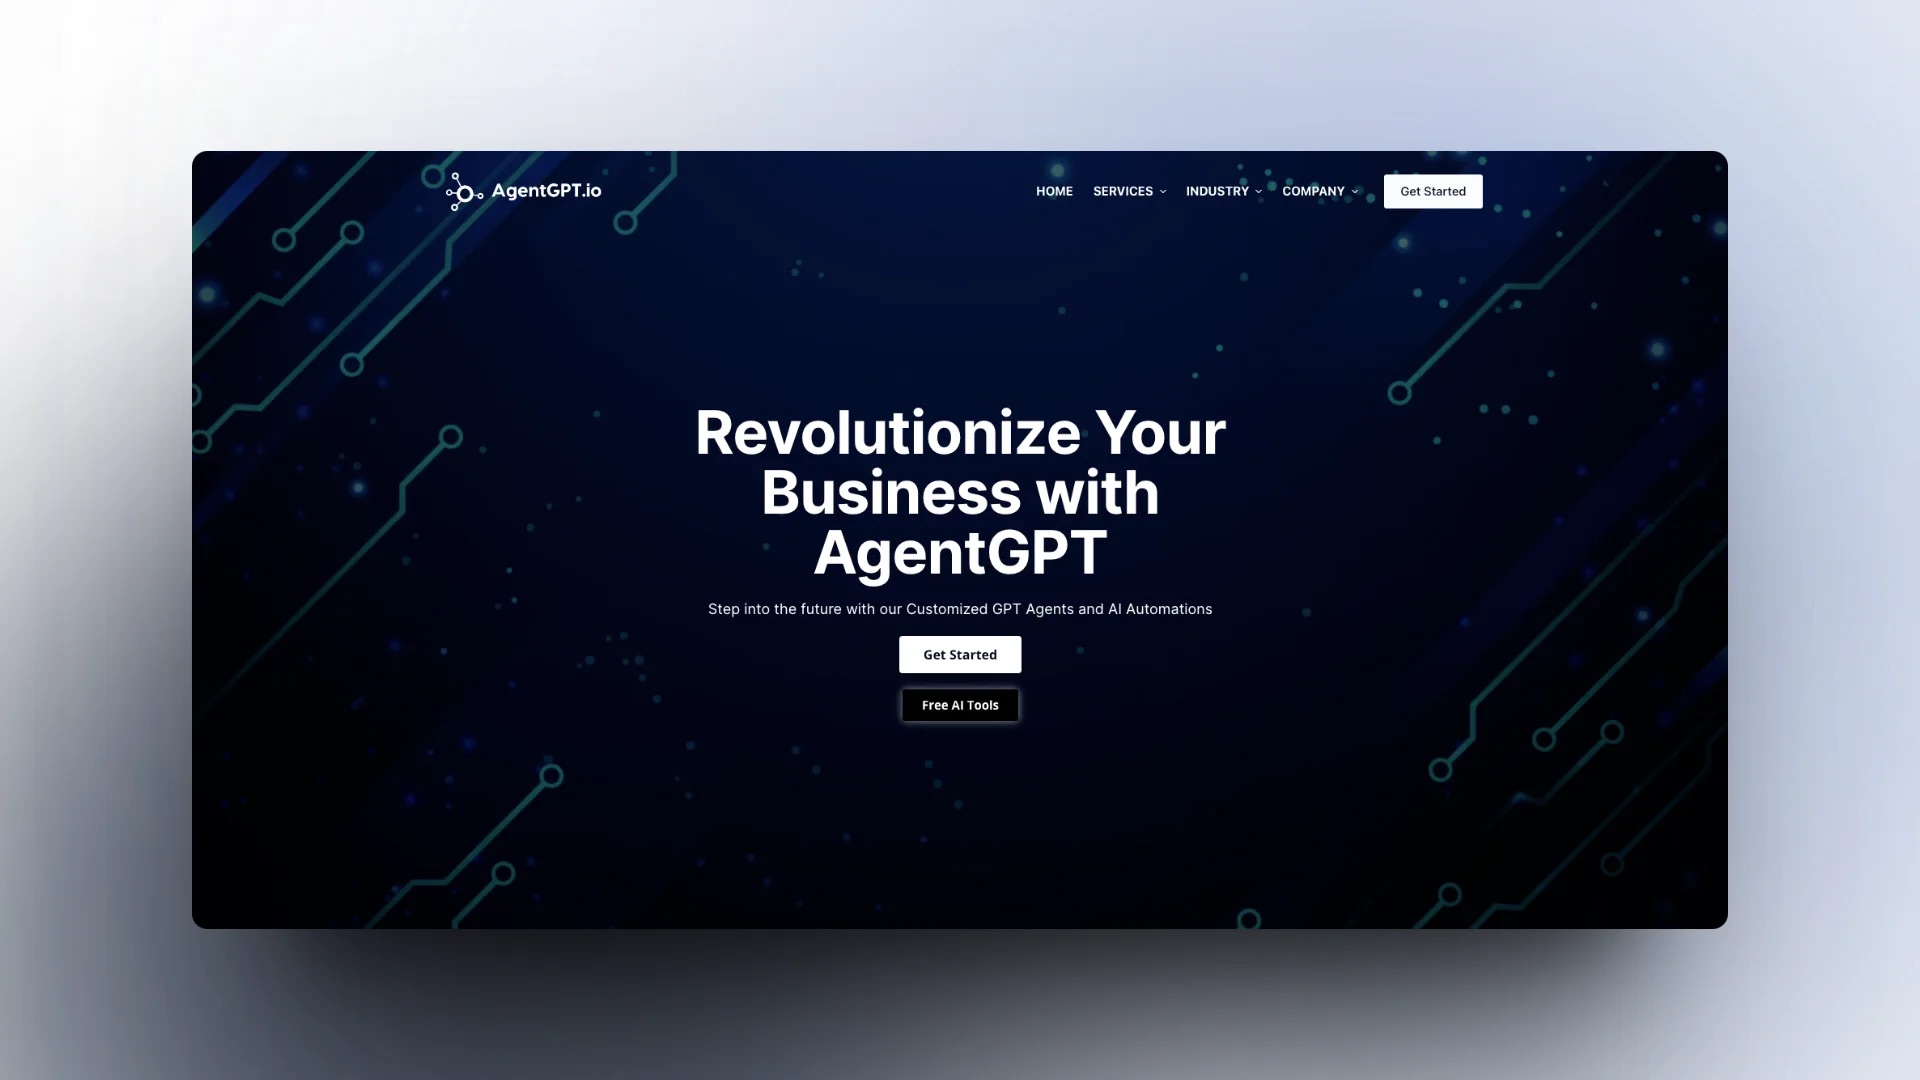 AgentGPT.io
HOME SERVICES INDUSTRY COMPANY Get Started
Revolutionize Your
Business with
AgentGPT
Step into the future with our Customized GPT Agents and AI Automations
Get Started
Free AI Tools